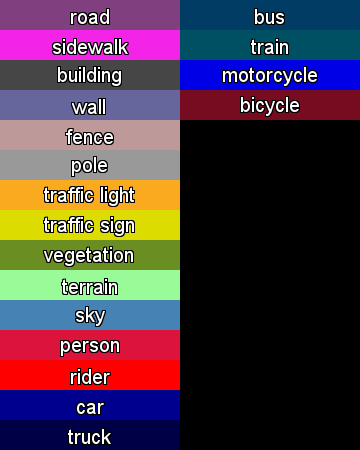 road
sidewalk
building
wall
fence
pole
traffic light
traffic sign
vegetation
terrain
sky
person
rider
car
truck
bus
train
motorcycle
bicycle